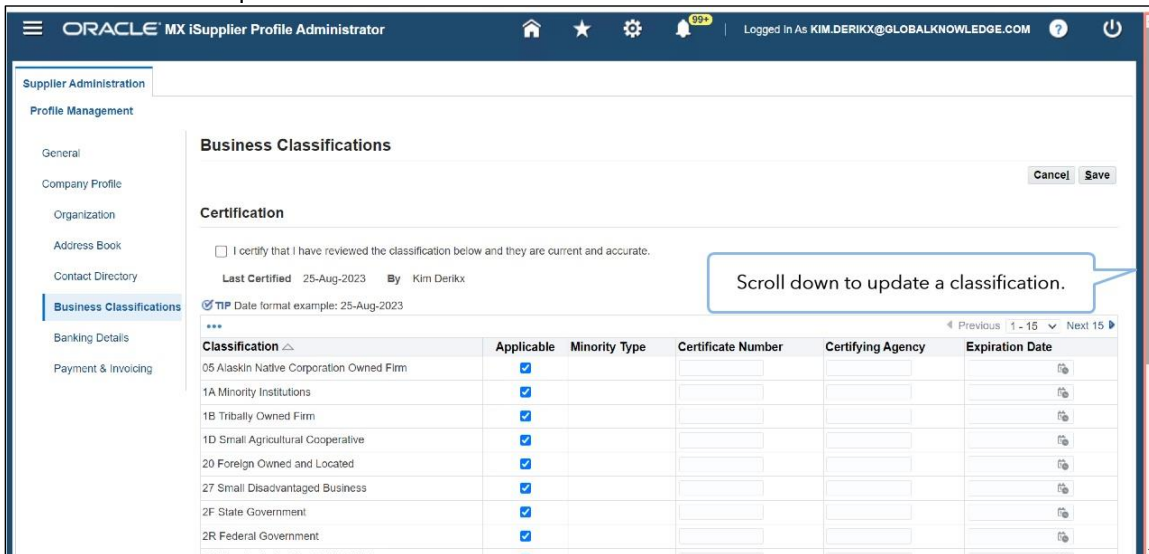 ORACLE MX iSupplier Profile Administrator 99+ Logged In As KIM.DERIKX@GLOBALKNOWLEDGE.COM ?
Supplier Administration
Profile Management
General
Company Profile
Organization
Address Book
Contact Directory
Business Classifications
Banking Details
Payment & Invoicing
Business Classifications
Cancel Save
Certification
I certify that I have reviewed the classification below and they are current and accurate.
Last Certified 25-Aug-2023 By Kim Derikx
Scroll down to update a classification.
TIP Date format example: 25-Aug-2023
Previous 1 - 15 Next 15
Classification Applicable Minority Type Certificate Number Certifying Agency Expiration Date
05 Alaskin Native Corporation Owned Firm
1A Minority Institutions
1B Tribally Owned Firm
1D Small Agricultural Cooperative
20 Foreign Owned and Located
27 Small Disadvantaged Business
2F State Government
2R Federal Government